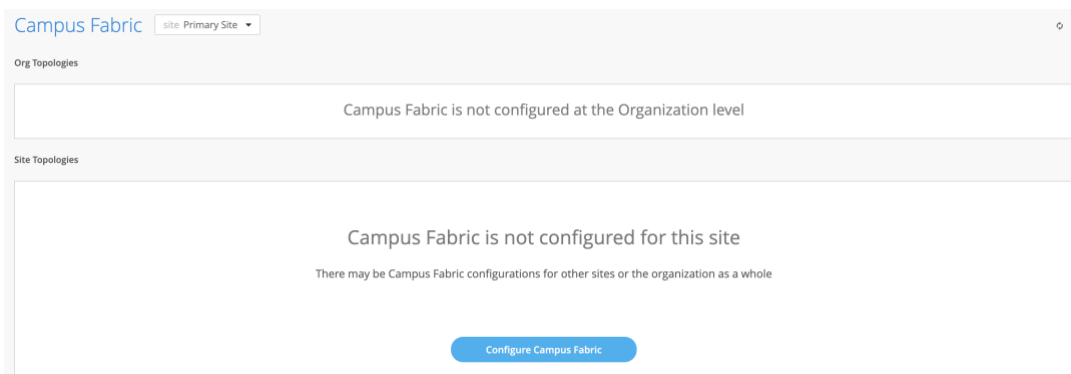 Campus Fabric site Primary Site
Org Topologies
Campus Fabric is not configured at the Organization level
Site Topologies
Campus Fabric is not configured for this site
There may be Campus Fabric configurations for other sites or the organization as a whole
Configure Campus Fabric